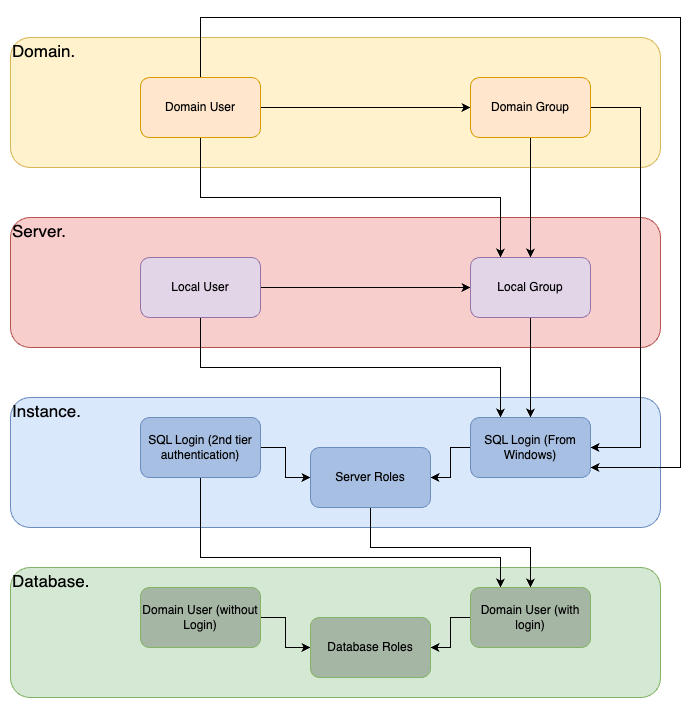 Domain.
Domain User
Domain Group
Server.
Local User
Local Group
Instance.
SQL Login (2nd tier
authentication)
SQL Login (From
Windows)
Server Roles
Database.
Domain User (without
Login)
Domain User (with
login)
Database Roles